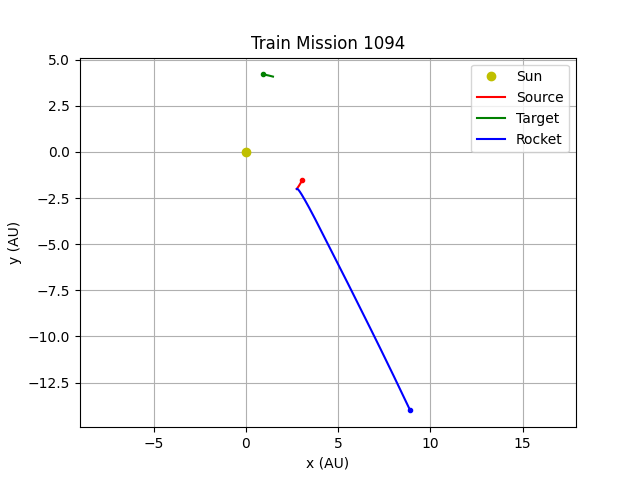 Train Mission 1094
5.0
2.5
0.0
−2.5
−5.0
−7.5
−10.0
−12.5
y (AU)
Sun
Source
Target
Rocket
−5
0
5
10
15
x (AU)